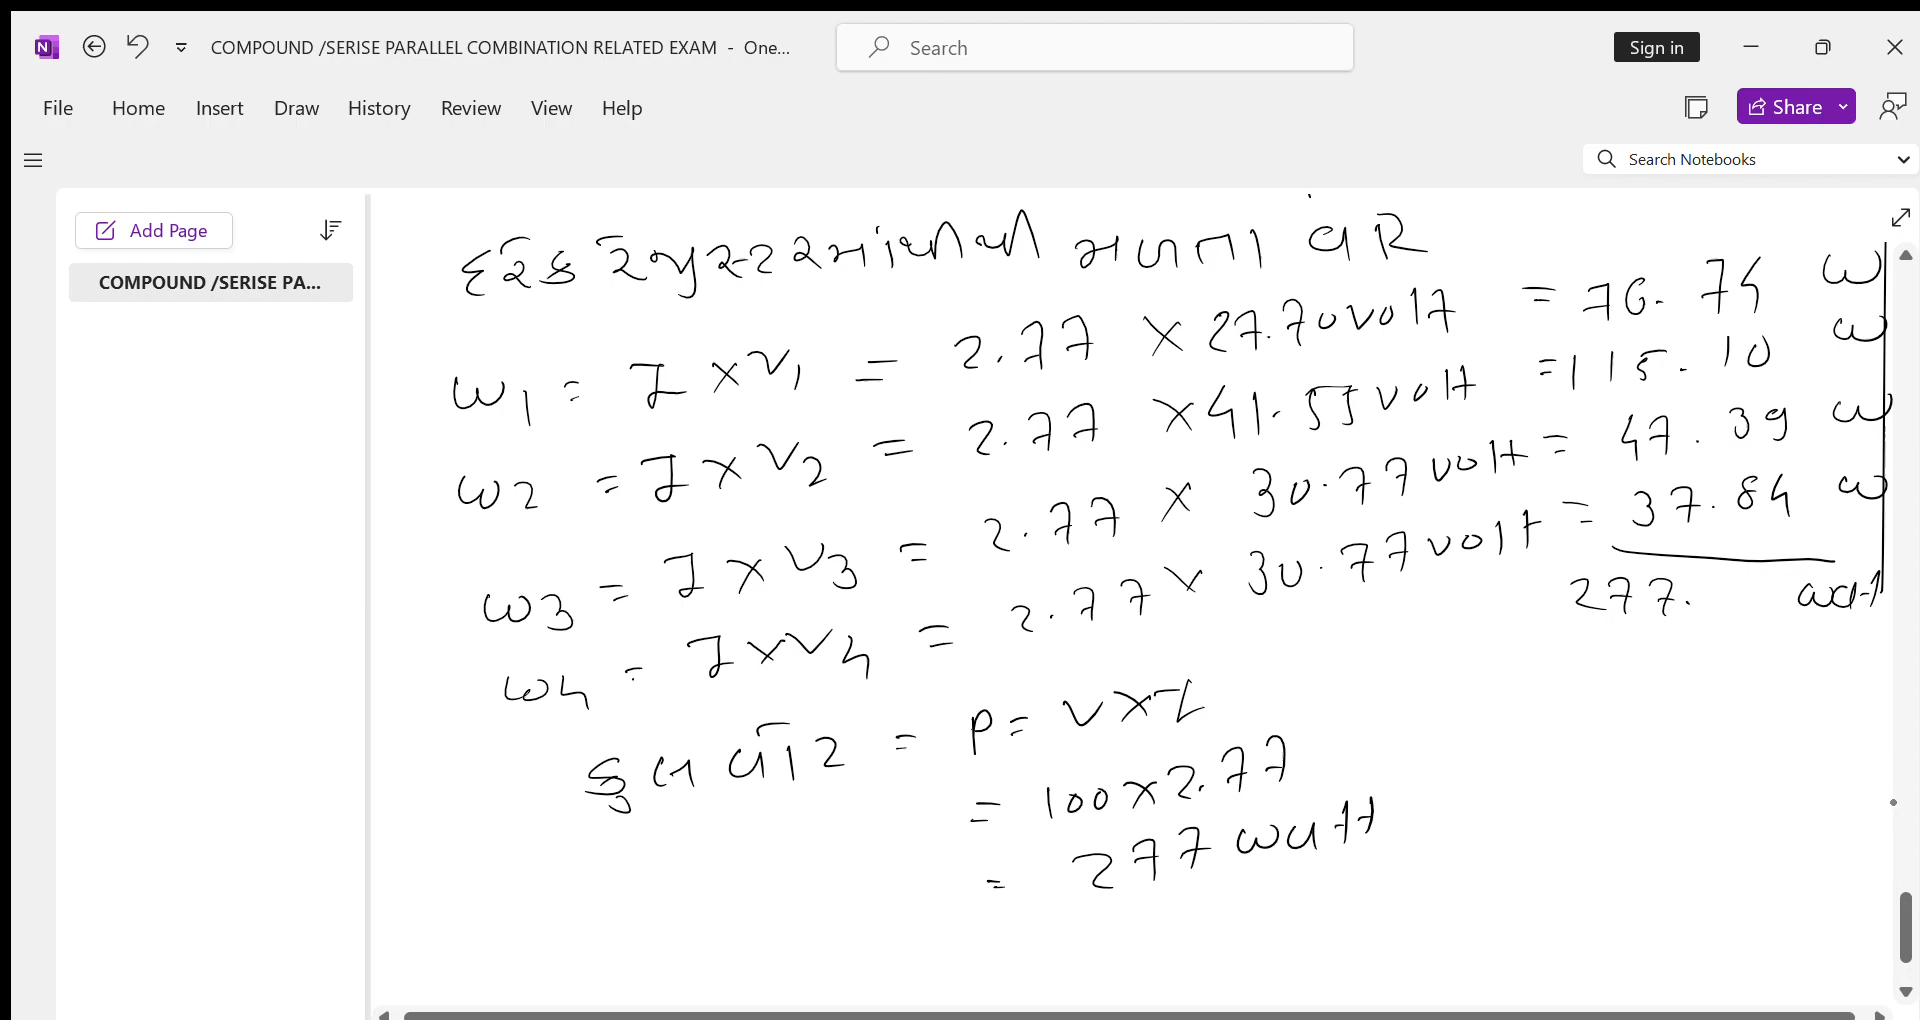 COMPOUND /SERISE PARALLEL COMBINATION RELATED EXAM - One...
Search
Sign in
File Home Insert Draw History Review View Help
Share
Search Notebooks
Add Page
COMPOUND /SERISE PA...
દરેક
W1 = I × V1 = 2.77 × 27.70 volt = 76.74 W
W2 = I × V2 = 2.77 × 41.55 volt = 115.10 W
W3 = I × V3 = 2.77 × 30.77 volt = 47.39 W
W4 = I × V4 = 2.77 × 30.77 volt = 37.84 W
277. watt
કુલ પાવર = P = V × I
= 100 × 2.77
= 277 watt